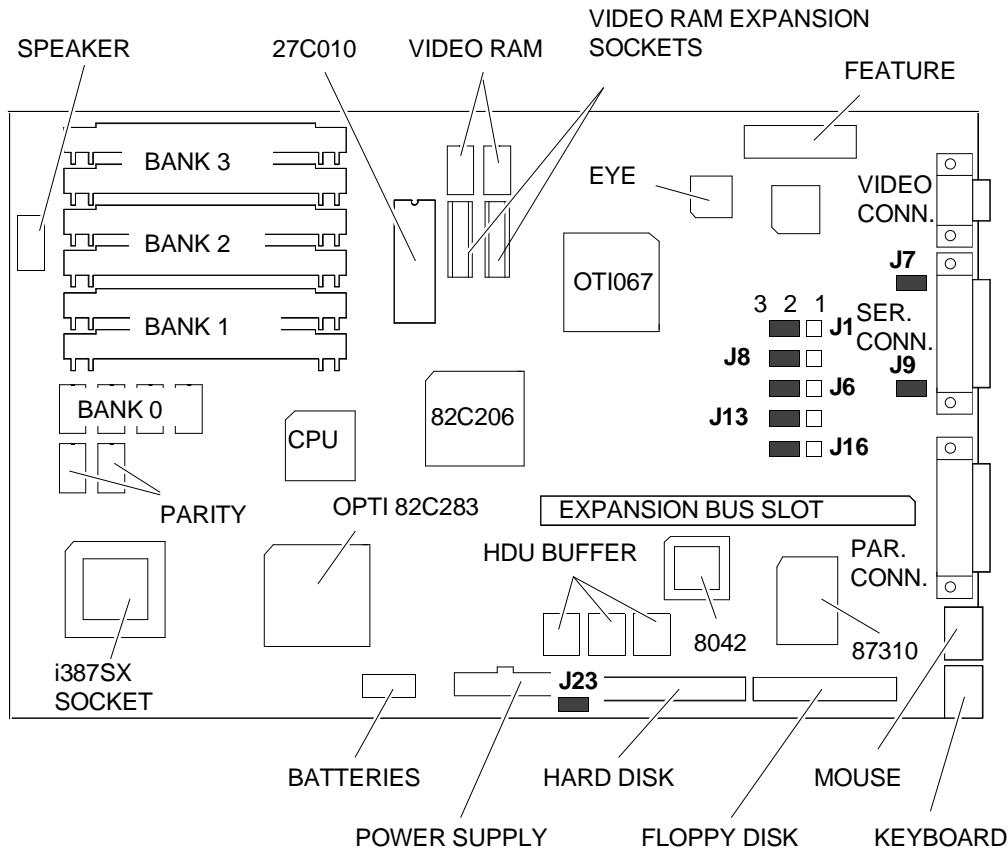 VIDEO RAM EXPANSION
SOCKETS
SPEAKER
27C010
VIDEO RAM
FEATURE
BANK 3
EYE
VIDEO
CONN.
BANK 2
J7
OTI067
BANK 1
3 2 1
J1
SER.
CONN.
J8
J9
J6
BANK 0
82C206
J13
CPU
J16
PARITY
OPTI 82C283
EXPANSION BUS SLOT
HDU BUFFER
PAR.
CONN.
8042
87310
i387SX
SOCKET
J23
BATTERIES
HARD DISK
MOUSE
POWER SUPPLY
FLOPPY DISK
KEYBOARD